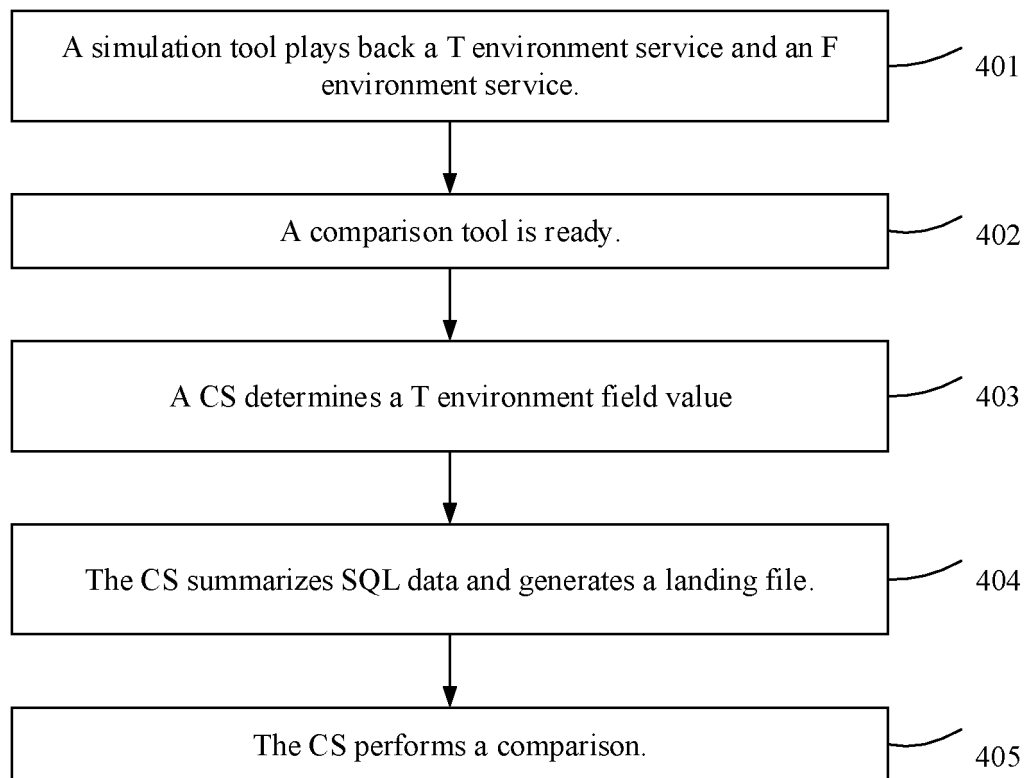 A simulation tool plays back a T environment service and an F
environment service.
401
A comparison tool is ready.
402
A CS determines a T environment field value
403
The CS summarizes SQL data and generates a landing file.
404
The CS performs a comparison.
405